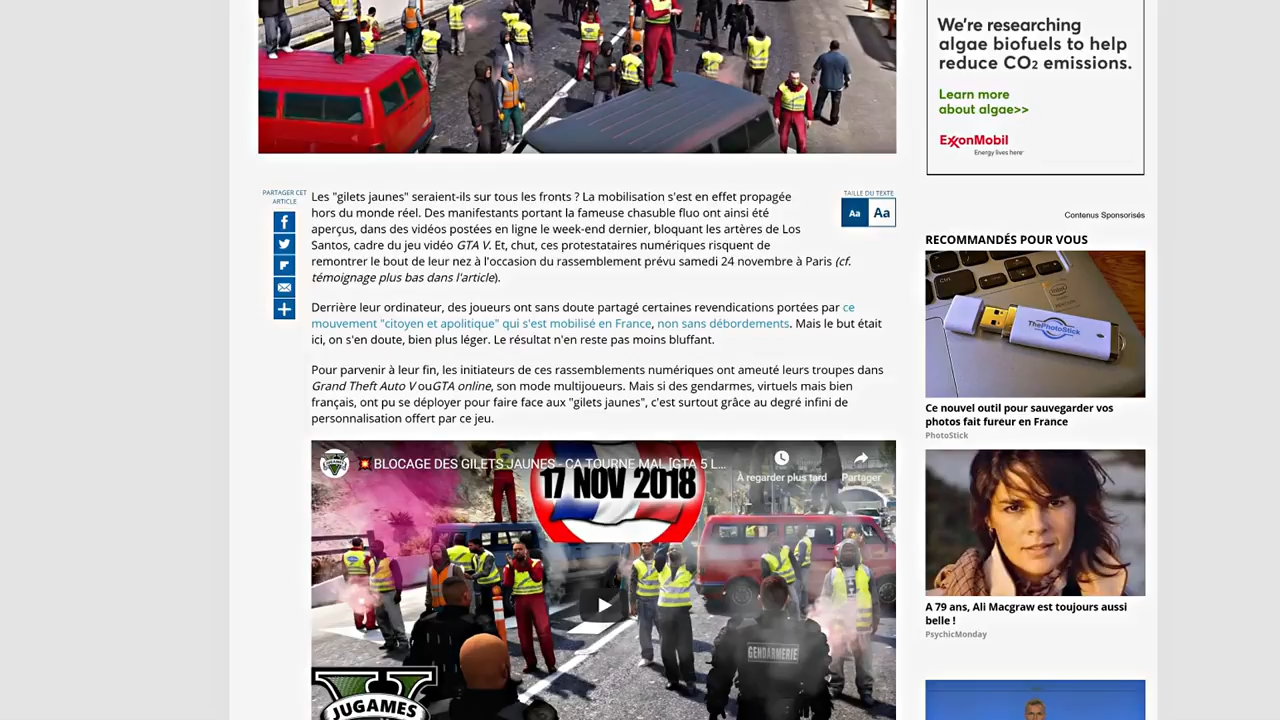 We're researching
algae biofuels to help
reduce CO2 emissions.
Learn more
about algae>>
ExxonMobil
Energy lives here
PARTAGER CET
ARTICLE
Les "gilets jaunes" seraient-ils sur tous les fronts ? La mobilisation s'est en effet propagée
hors du monde réel. Des manifestants portant la fameuse chasuble fluo ont ainsi été
aperçus, dans des vidéos postées en ligne le week-end dernier, bloquant les artères de Los
Santos, cadre du jeu vidéo GTA V. Et, chut, ces protestataires numériques risquent de
remontrer le bout de leur nez à l'occasion du rassemblement prévu samedi 24 novembre à Paris (cf.
témoignage plus bas dans l'article).
TAILLE DU TEXTE
Aa Aa
Derrière leur ordinateur, des joueurs ont sans doute partagé certaines revendications portées par ce
mouvement "citoyen et apolitique" qui s'est mobilisé en France, non sans débordements. Mais le but était
ici, on s'en doute, bien plus léger. Le résultat n'en reste pas moins bluffant.
Pour parvenir à leur fin, les initiateurs de ces rassemblements numériques ont ameuté leurs troupes dans
Grand Theft Auto V ouGTA online, son mode multijoueurs. Mais si des gendarmes, virtuels mais bien
français, ont pu se déployer pour faire face aux "gilets jaunes", c'est surtout grâce au degré infini de
personnalisation offert par ce jeu.
BLOCAGE DES GILETS JAUNES - CA TOURNE MAL [GTA 5 L...
À regarder plus tard
Partager
17 NOV 2018
GENDARMERIE
V
JUGAMES
Contenus Sponsorisés
RECOMMANDÉS POUR VOUS
ThePhotoStick
Ce nouvel outil pour sauvegarder vos
photos fait fureur en France
PhotoStick
A 79 ans, Ali Macgraw est toujours aussi
belle !
PsychicMonday